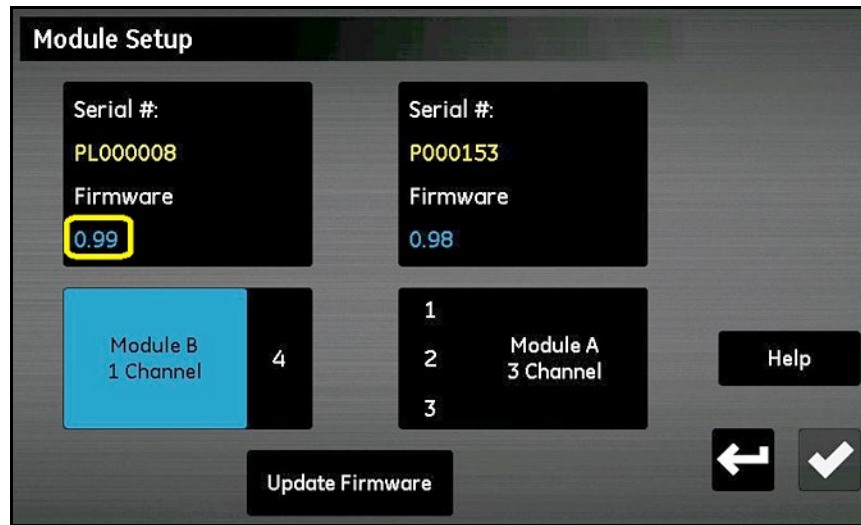 Module Setup
Serial #:
PL000008
Firmware
0.99
Serial #:
P000153
Firmware
0.98
Module B
1 Channel
4
1
2
3
Module A
3 Channel
Help
Update Firmware